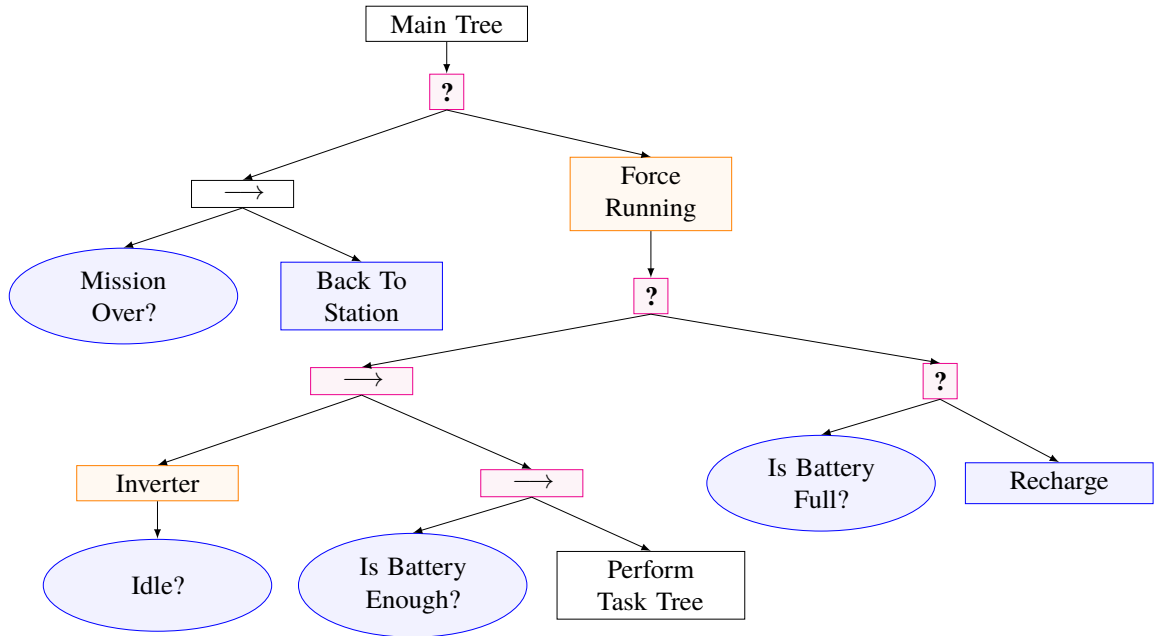 Main Tree
?
⟶
Force
Running
Mission
Over?
Back To
Station
?
⟶
?
Inverter
⟶
Is Battery
Full?
Recharge
Idle?
Is Battery
Enough?
Perform
Task Tree